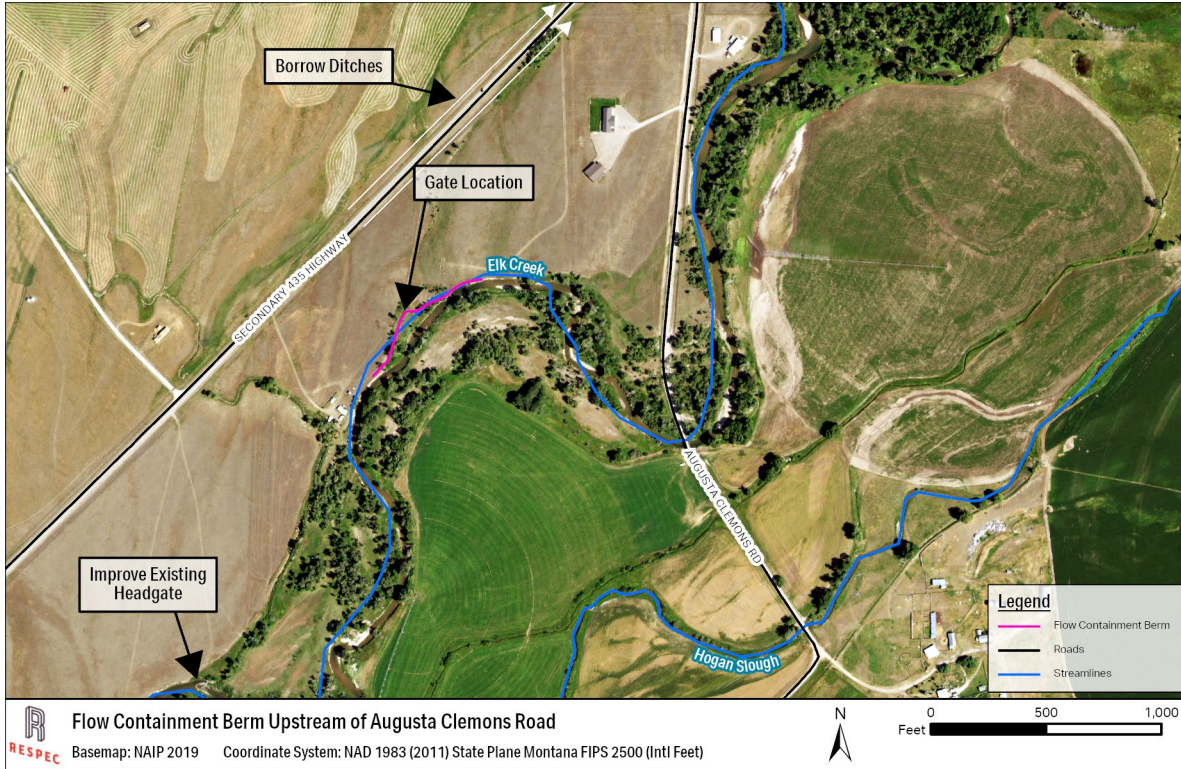 Borrow Ditches
Gate Location
SECONDARY 435 HIGHWAY
Elk Creek
AUGUSTA CLEMONS RD
Improve Existing
Headgate
Hogan Slough
Legend
Flow Containment Berm
Roads
Streamlines
RESPEC
Flow Containment Berm Upstream of Augusta Clemons Road
Basemap: NAIP 2019 Coordinate System: NAD 1983 (2011) State Plane Montana FIPS 2500 (Intl Feet)
N
0 500 1,000
Feet